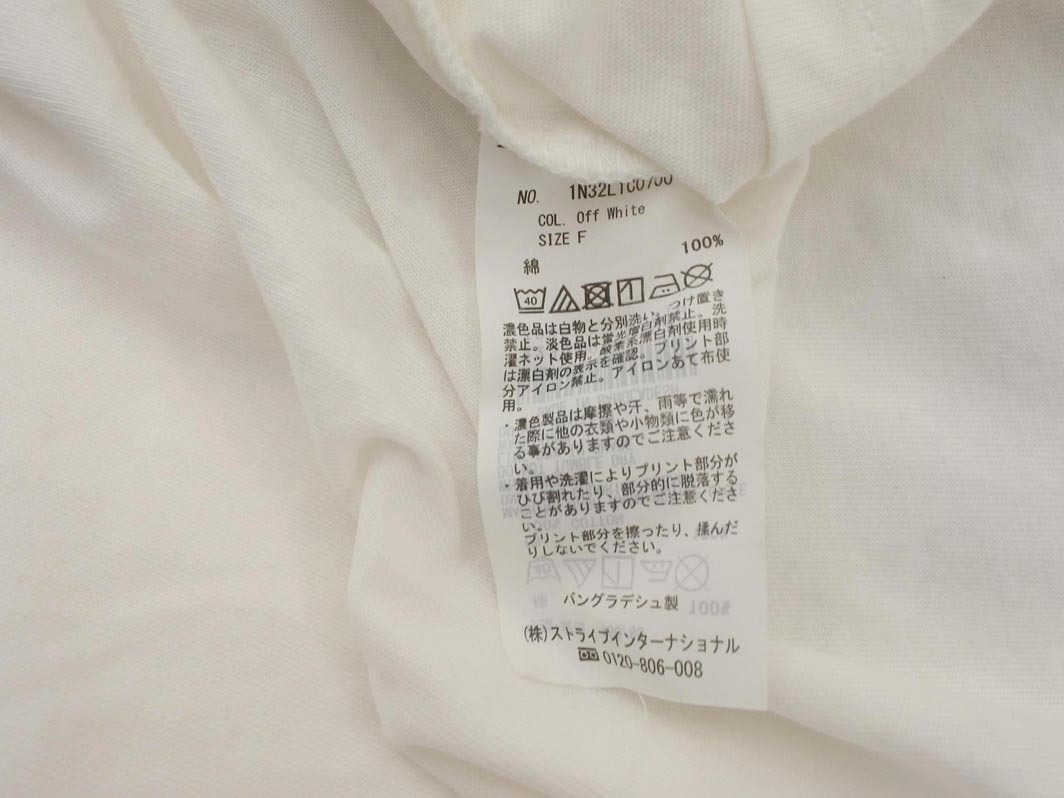 NO. 1N32L1C0700
COL. Off White
SIZE F
綿 100%
40
濃色品は白物と分別洗い。つけ置き
禁止。淡色品は蛍光増白剤禁止。洗
濯ネット使用。酸素系漂白剤使用時
は漂白剤の表示を確認。プリント部
分アイロン禁止。アイロンあて布使
用。
・濃色製品は摩擦や汗、雨等で濡れ
た際に他の衣類や小物類に色が移
る事がありますのでご注意くださ
い。
・着用や洗濯によりプリント部分が
ひび割れたり、部分的に脱落する
ことがありますのでご注意くださ
い。
プリント部分を擦ったり、揉んだ
りしないでください。
バングラデシュ製
(株)ストライプインターナショナル
0120-806-008